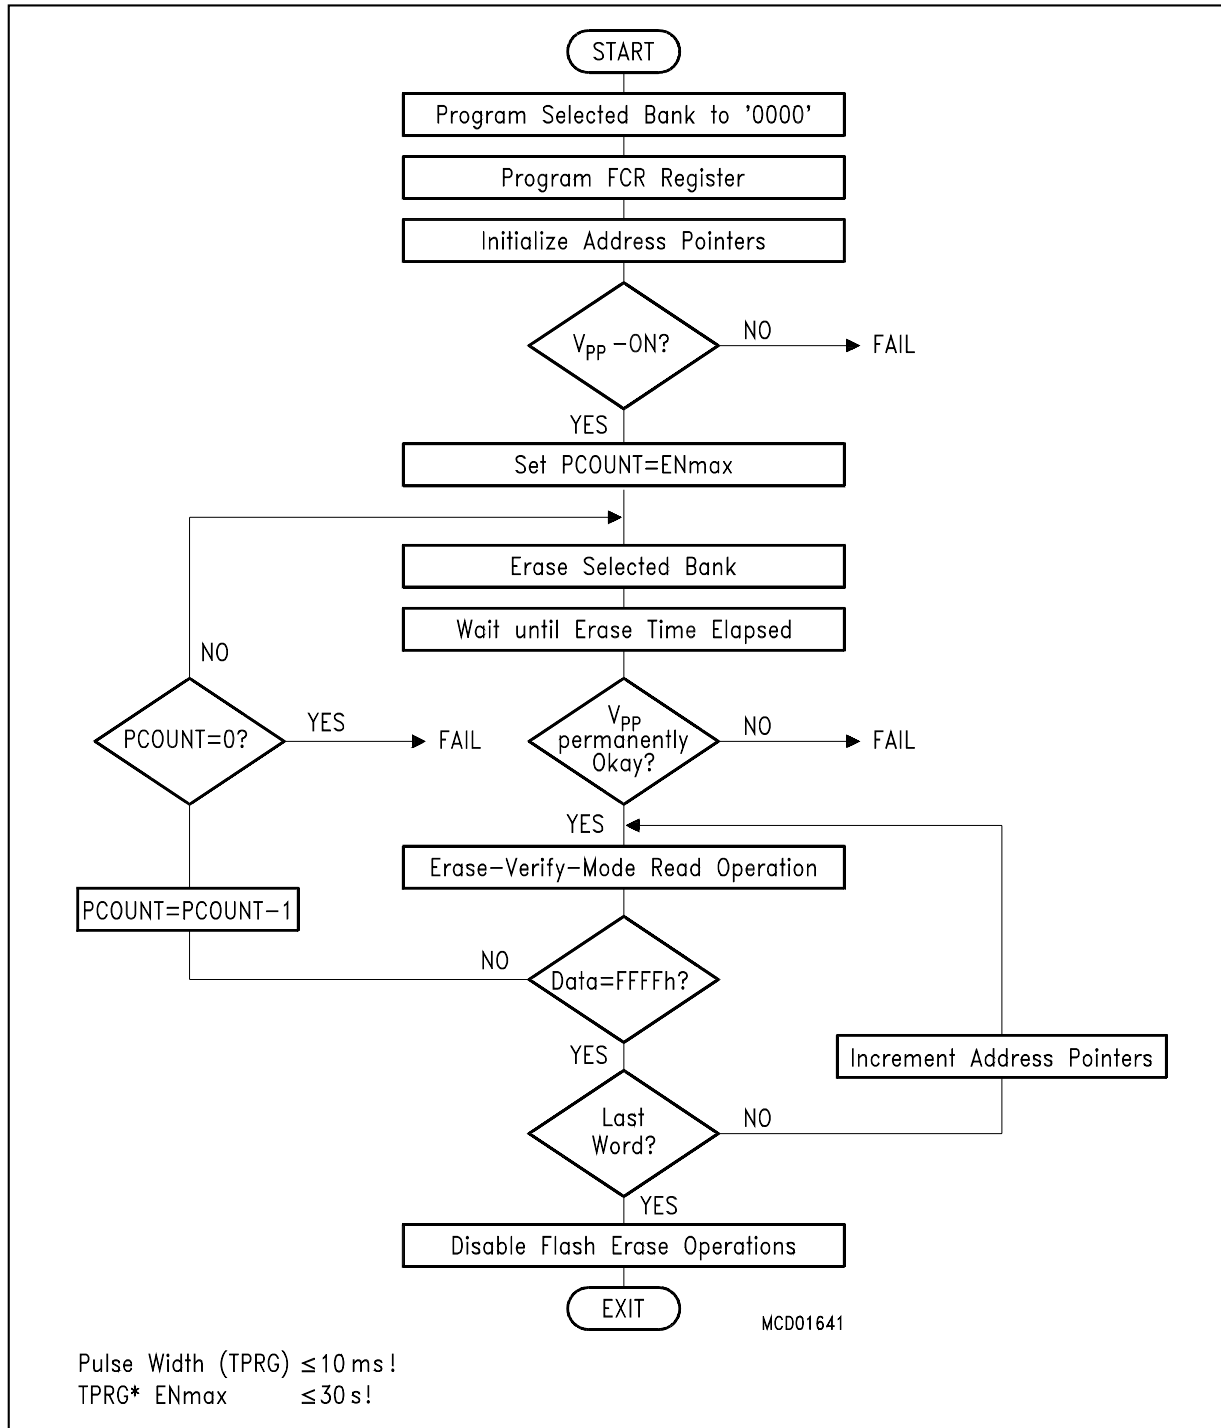 START
Program Selected Bank to '0000'
Program FCR Register
Initialize Address Pointers
VPP -ON?
NO
FAIL
YES
Set PCOUNT=ENmax
Erase Selected Bank
Wait until Erase Time Elapsed
NO
PCOUNT=0?
YES
FAIL
VPP
permanently
Okay?
NO
FAIL
YES
Erase-Verify-Mode Read Operation
PCOUNT=PCOUNT-1
NO
Data=FFFFh?
YES
Increment Address Pointers
Last
Word?
NO
YES
Disable Flash Erase Operations
EXIT
MCD01641
Pulse Width (TPRG) ≤10 ms!
TPRG* ENmax ≤30 s!